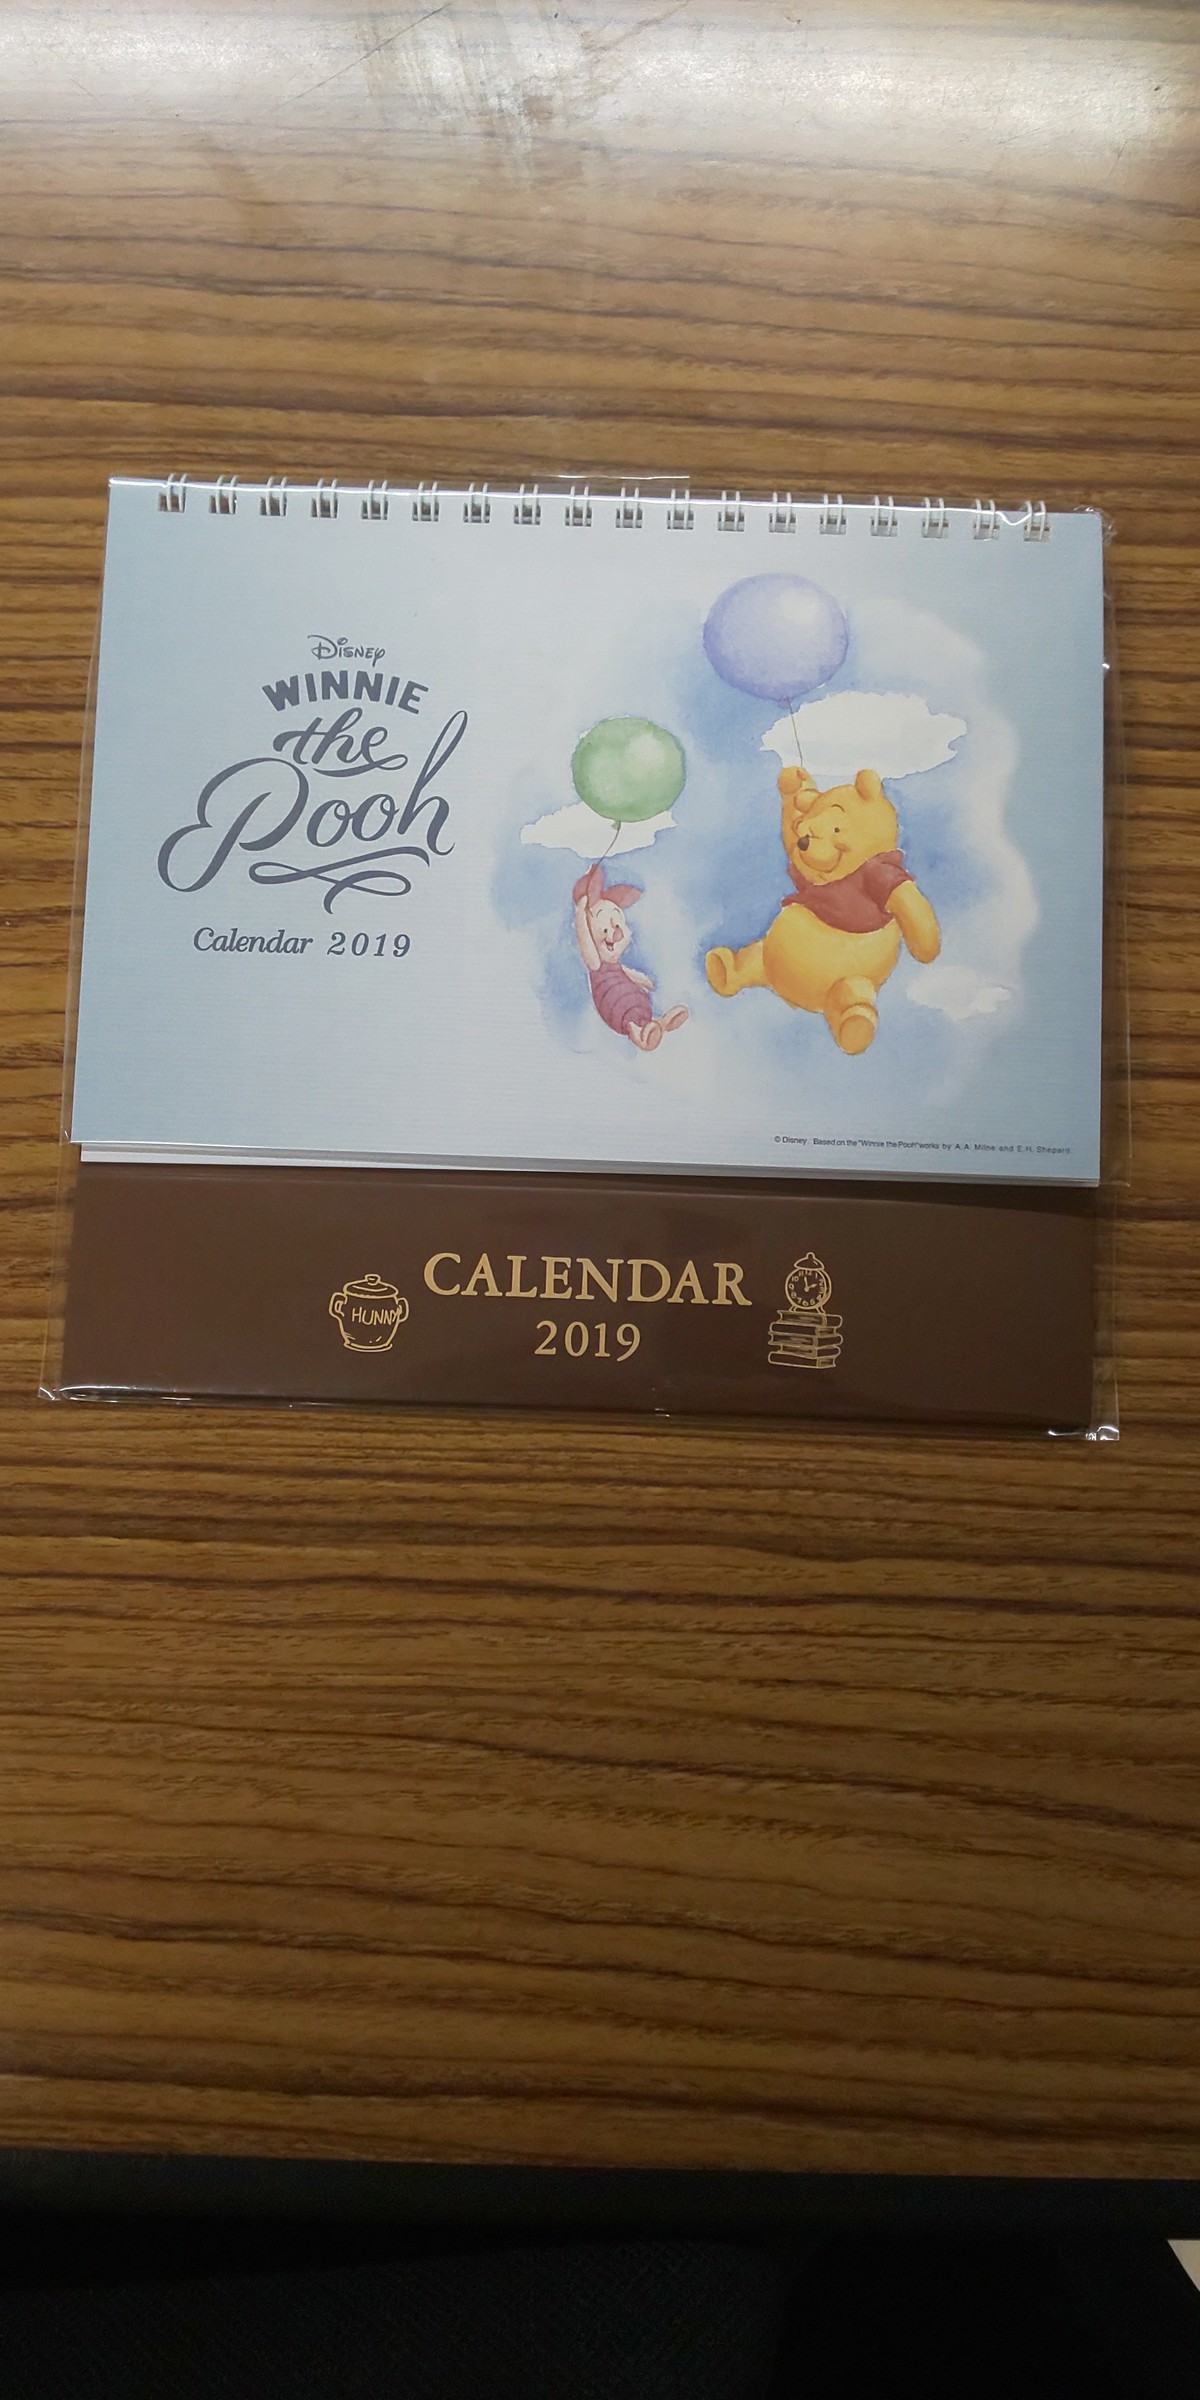 Disney
WINNIE
the
Pooh
Calendar 2019
© Disney. Based on the "Winnie the Pooh" works by A.A. Milne and E.H. Shepard.
CALENDAR
2019
HUNNY